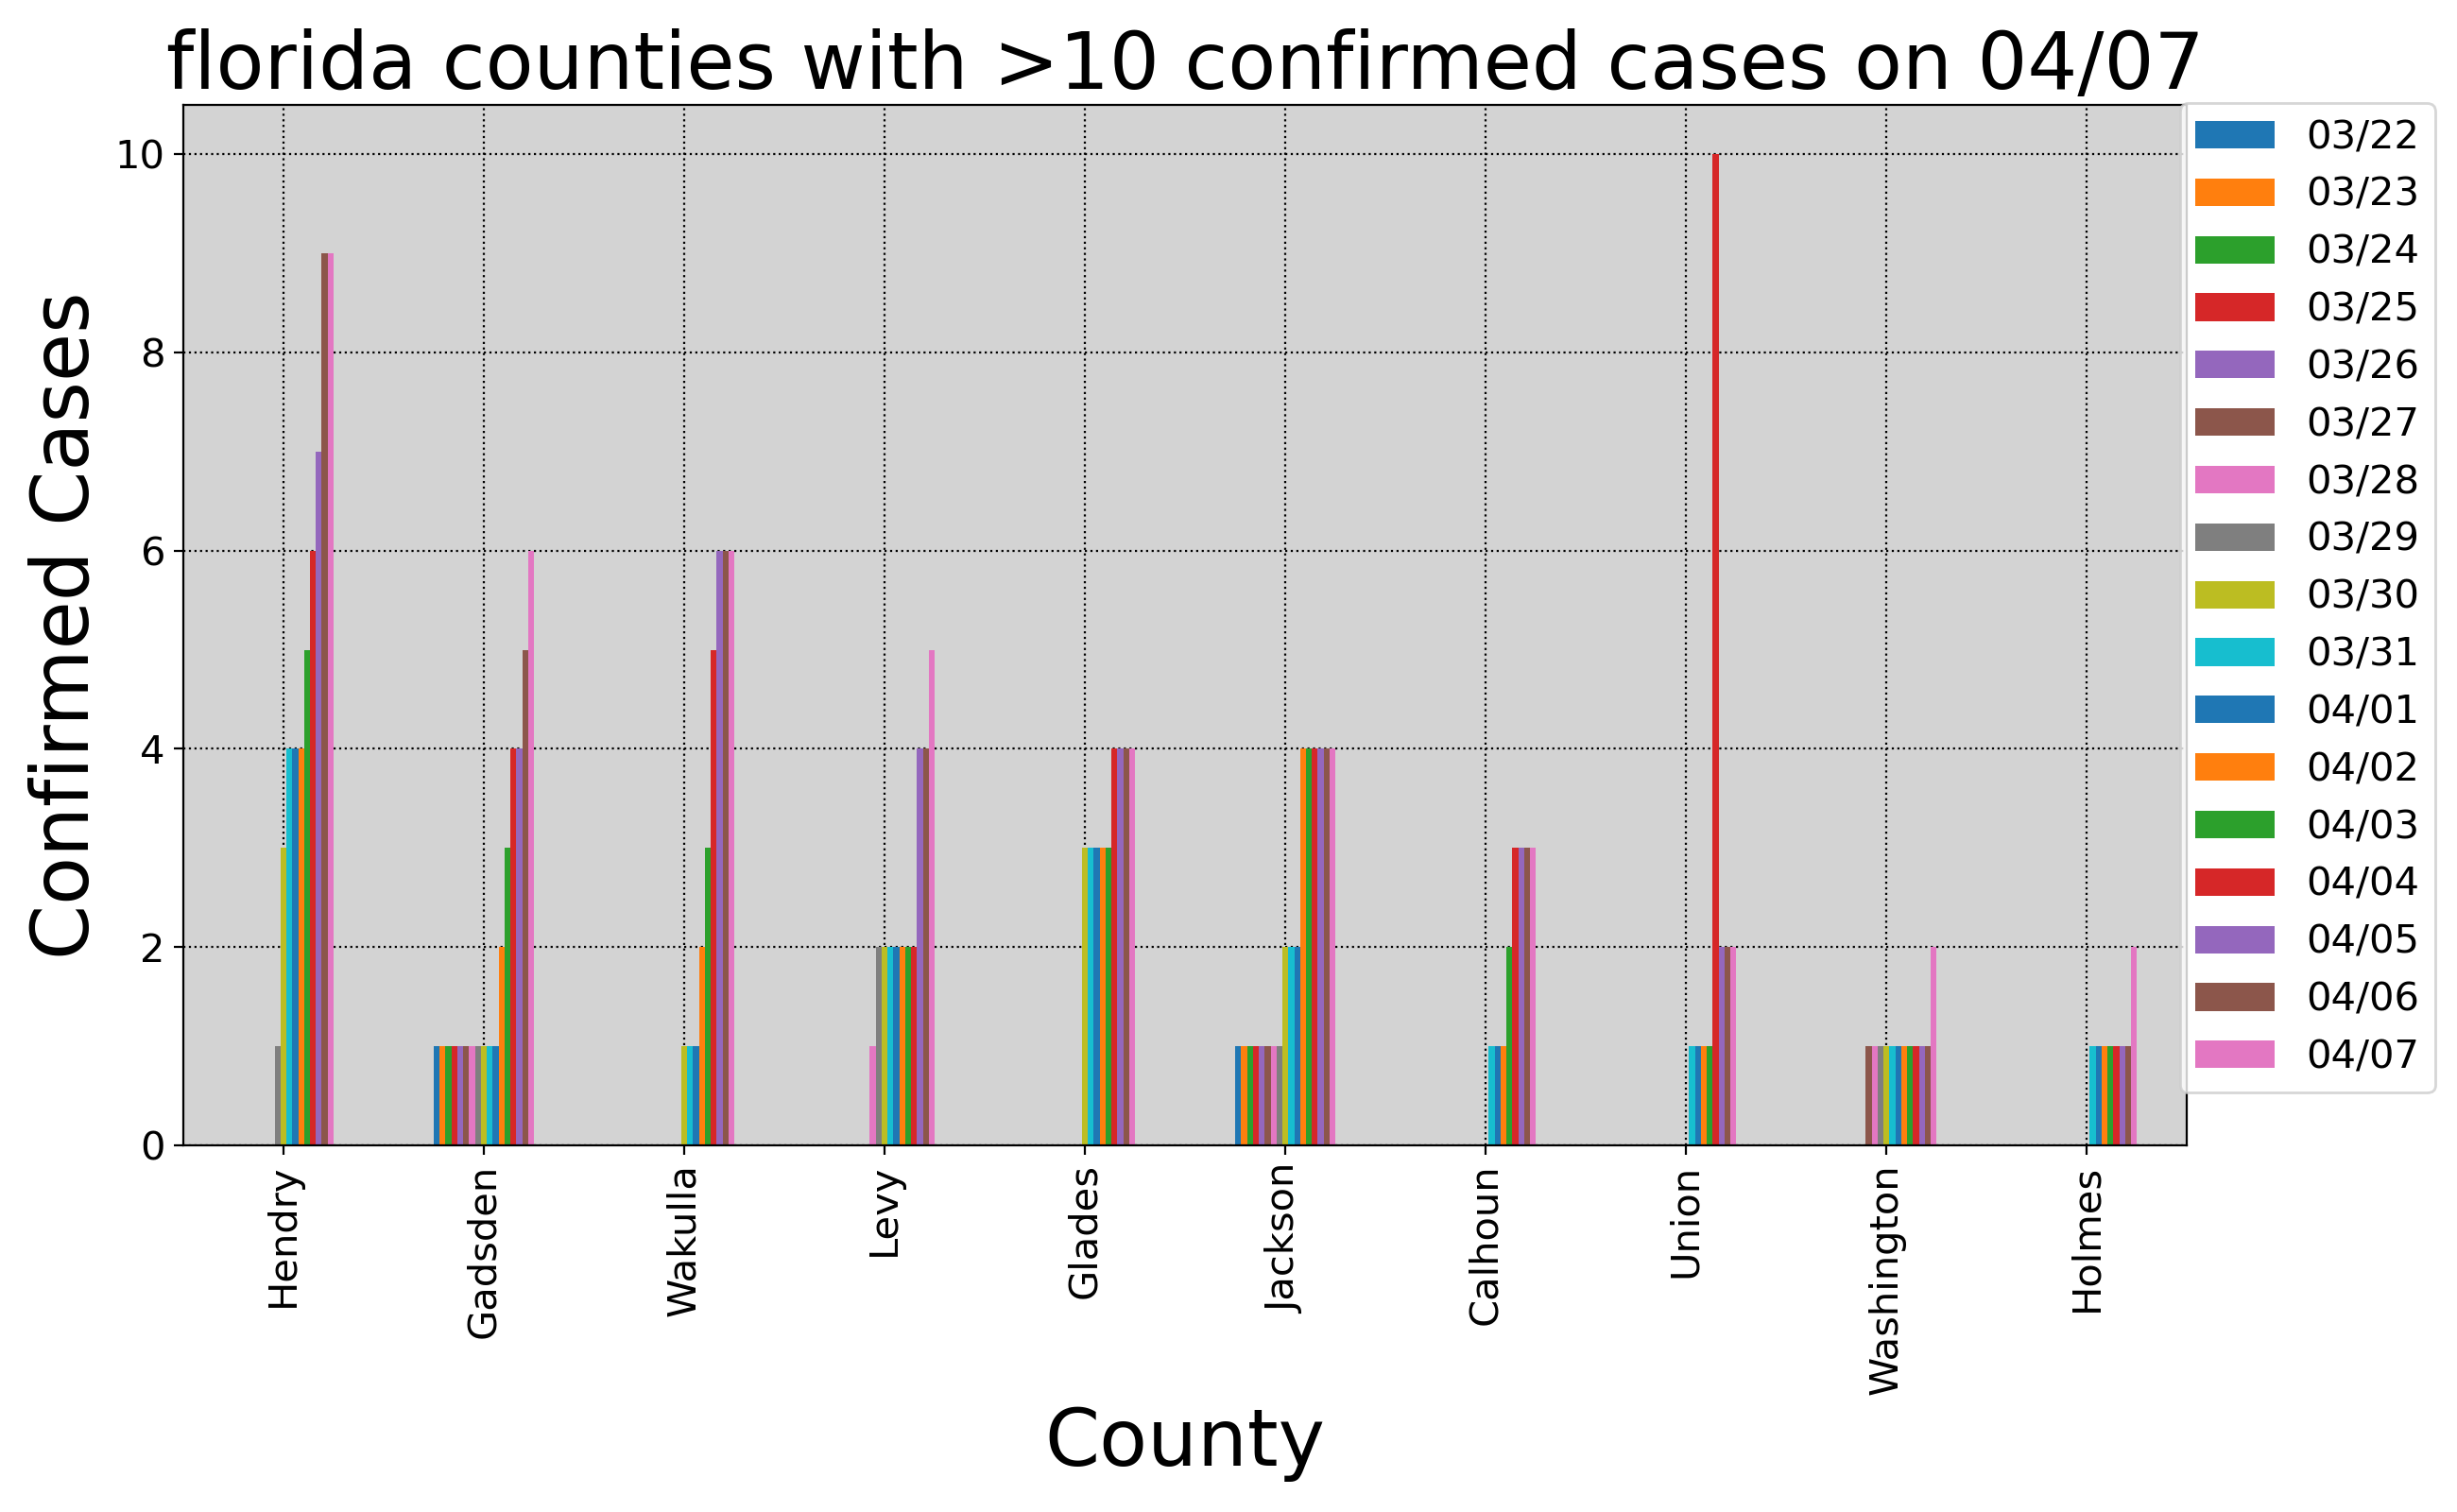 florida counties with >10 confirmed cases on 04/07
Confirmed Cases
10
8
6
4
2
0
Hendry
Gadsden
Wakulla
Levy
Glades
Jackson
Calhoun
Union
Washington
Holmes
County
03/22
03/23
03/24
03/25
03/26
03/27
03/28
03/29
03/30
03/31
04/01
04/02
04/03
04/04
04/05
04/06
04/07